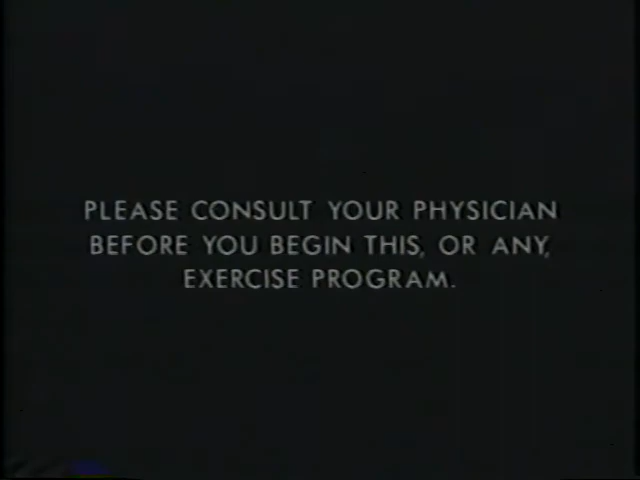 PLEASE CONSULT YOUR PHYSICIAN
BEFORE YOU BEGIN THIS, OR ANY,
EXERCISE PROGRAM.